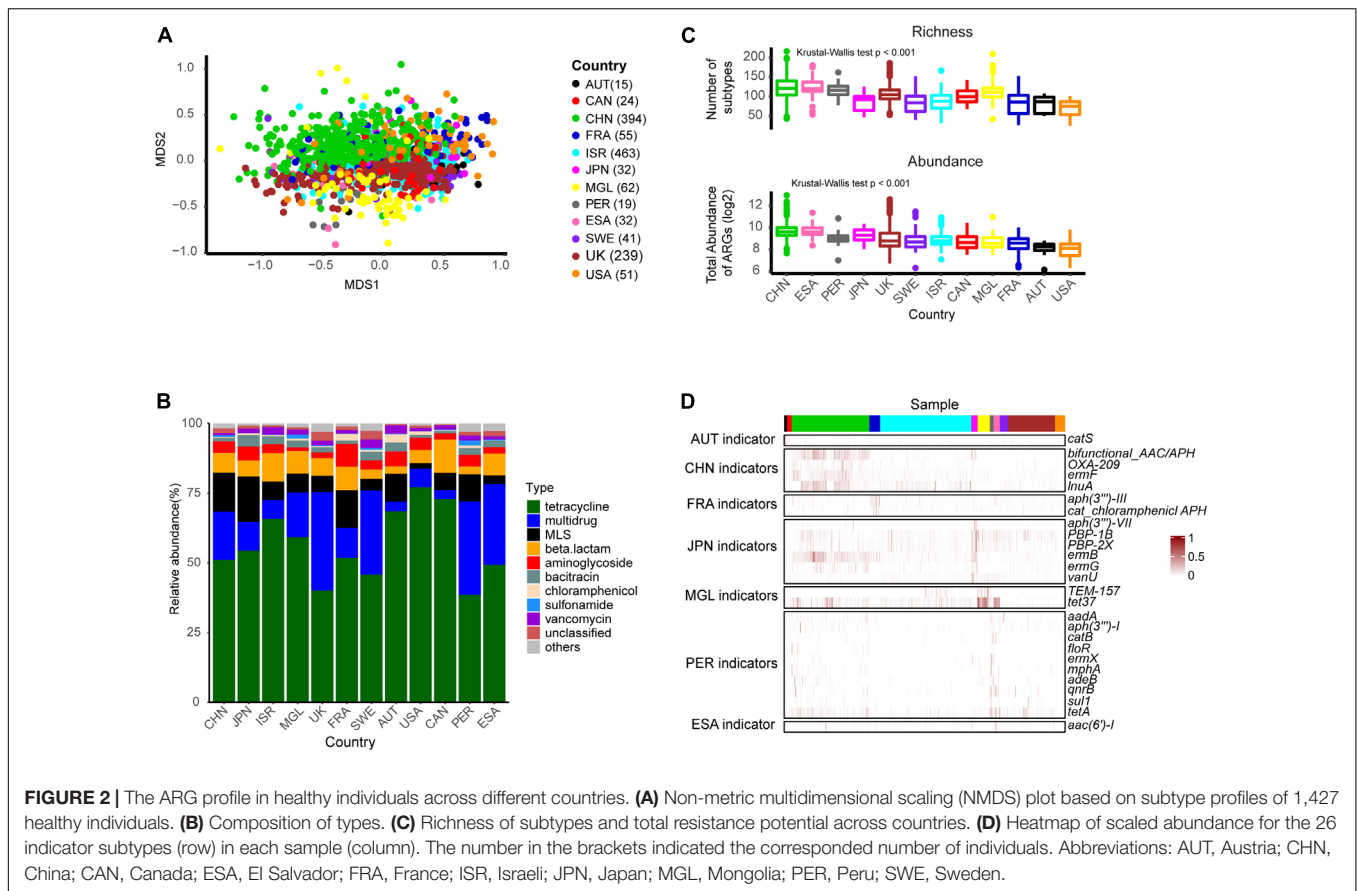 A
1.0
0.5
0.0
−0.5
−1.0
MDS2
−1.0
−0.5
0.0
0.5
1.0
MDS1
Country
AUT(15)
CAN (24)
CHN (394)
FRA (55)
ISR (463)
JPN (32)
MGL (62)
PER (19)
ESA (32)
SWE (41)
UK (239)
USA (51)
C
Richness
Krustal-Wallis test p < 0.001
Number of
subtypes
200
150
100
50
Abundance
Krustal-Wallis test p < 0.001
Total Abundance
of ARGs (log2)
12
10
8
6
CHN
ESA
PER
JPN
UK
SWE
ISR
CAN
MGL
FRA
AUT
USA
Country
B
100
75
50
25
0
Relative abundance(%)
CHN
JPN
ISR
MGL
UK
FRA
SWE
AUT
USA
CAN
PER
ESA
Country
Type
tetracycline
multidrug
MLS
beta.lactam
aminoglycoside
bacitracin
chloramphenicol
sulfonamide
vancomycin
unclassified
others
D
Sample
AUT indicator
catS
CHN indicators
bifunctional_AAC/APH
OXA-209
ermF
lnuA
FRA indicators
aph(3''')-III
cat_chloramphenicl APH
JPN indicators
aph(3''')-VII
PBP-1B
PBP-2X
ermB
ermG
vanU
MGL indicators
TEM-157
tet37
PER indicators
aadA
aph(3''')-I
catB
floR
ermX
mphA
adeB
qnrB
sul1
tetA
ESA indicator
aac(6')-I
1
0.5
0
FIGURE 2 | The ARG profile in healthy individuals across different countries. (A) Non-metric multidimensional scaling (NMDS) plot based on subtype profiles of 1,427
healthy individuals. (B) Composition of types. (C) Richness of subtypes and total resistance potential across countries. (D) Heatmap of scaled abundance for the 26
indicator subtypes (row) in each sample (column). The number in the brackets indicated the corresponded number of individuals. Abbreviations: AUT, Austria; CHN,
China; CAN, Canada; ESA, El Salvador; FRA, France; ISR, Israeli; JPN, Japan; MGL, Mongolia; PER, Peru; SWE, Sweden.